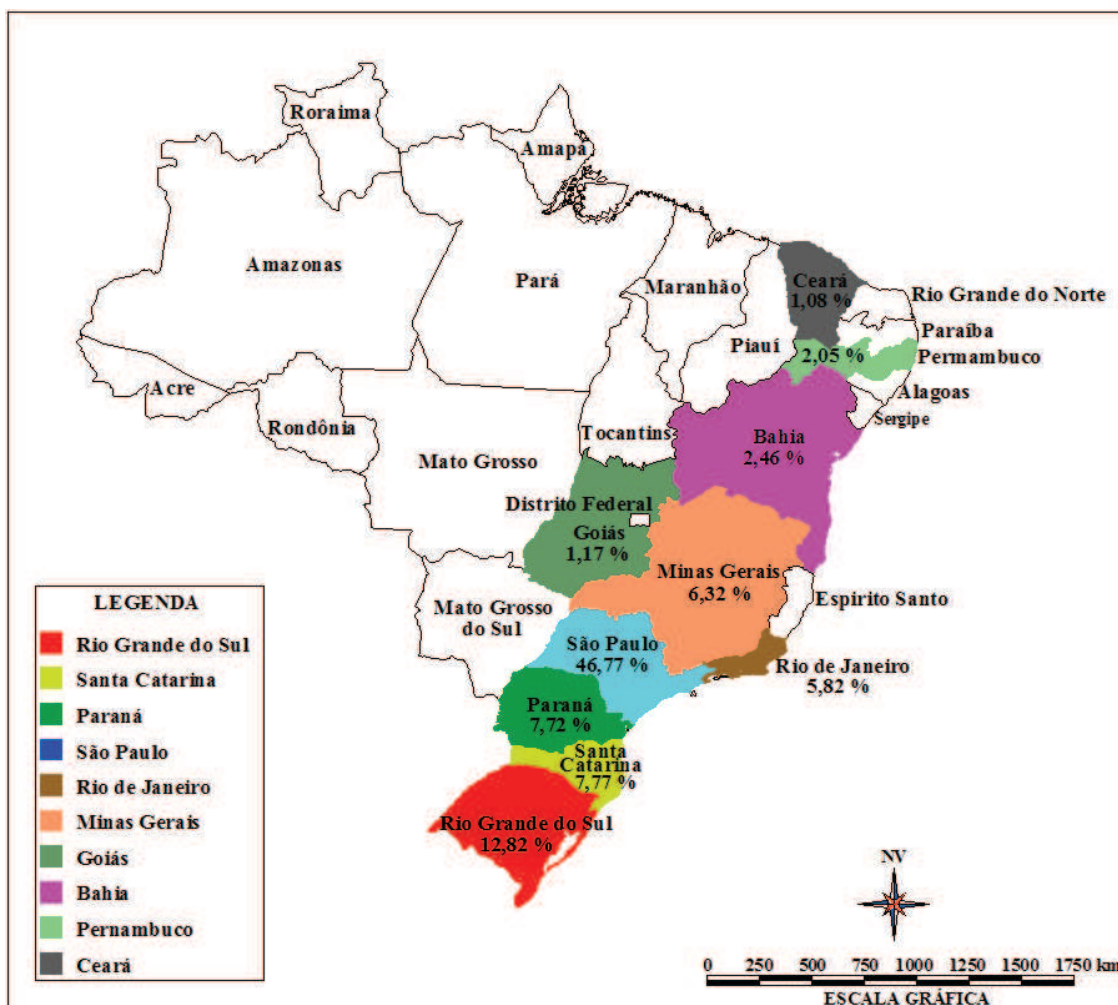 Roraima
Amapá
Amazonas
Pará
Maranhão
Ceará
1,08 %
Rio Grande do Norte
Paraíba
Piauí
2,05 %
Pernambuco
Acre
Alagoas
Sergipe
Rondônia
Tocantins
Bahia
2,46 %
Mato Grosso
Distrito Federal
Goiás
1,17 %
Minas Gerais
6,32 %
Espirito Santo
Mato Grosso
do Sul
São Paulo
46,77 %
Rio de Janeiro
5,82 %
Paraná
7,72 %
Santa
Catarina
7,77 %
Rio Grande do Sul
12,82 %
LEGENDA
Rio Grande do Sul
Santa Catarina
Paraná
São Paulo
Rio de Janeiro
Minas Gerais
Goiás
Bahia
Pernambuco
Ceará
NV
0 250 500 750 1000 1250 1500 1750 km
ESCALA GRÁFICA